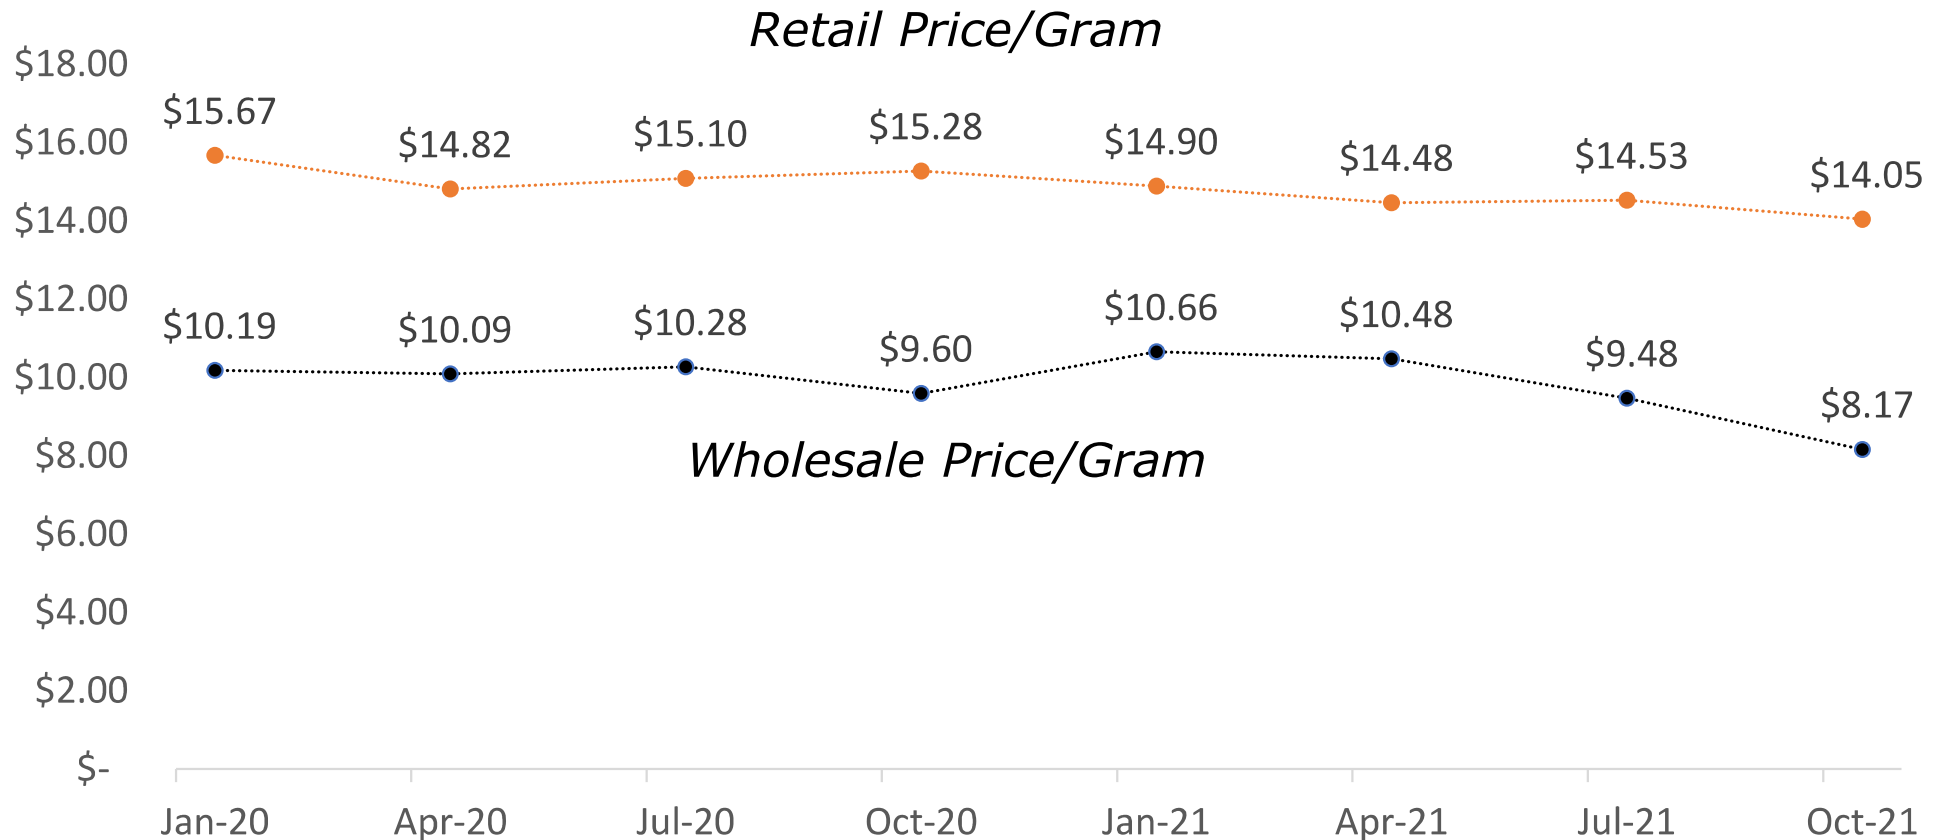 Retail Price/Gram
$18.00
$16.00
$14.00
$12.00
$10.00
$8.00
$6.00
$4.00
$2.00
$-
$15.67 $14.82 $15.10 $15.28 $14.90 $14.48 $14.53 $14.05
$10.19 $10.09 $10.28 $9.60 $10.66 $10.48 $9.48 $8.17
Wholesale Price/Gram
Jan-20 Apr-20 Jul-20 Oct-20 Jan-21 Apr-21 Jul-21 Oct-21